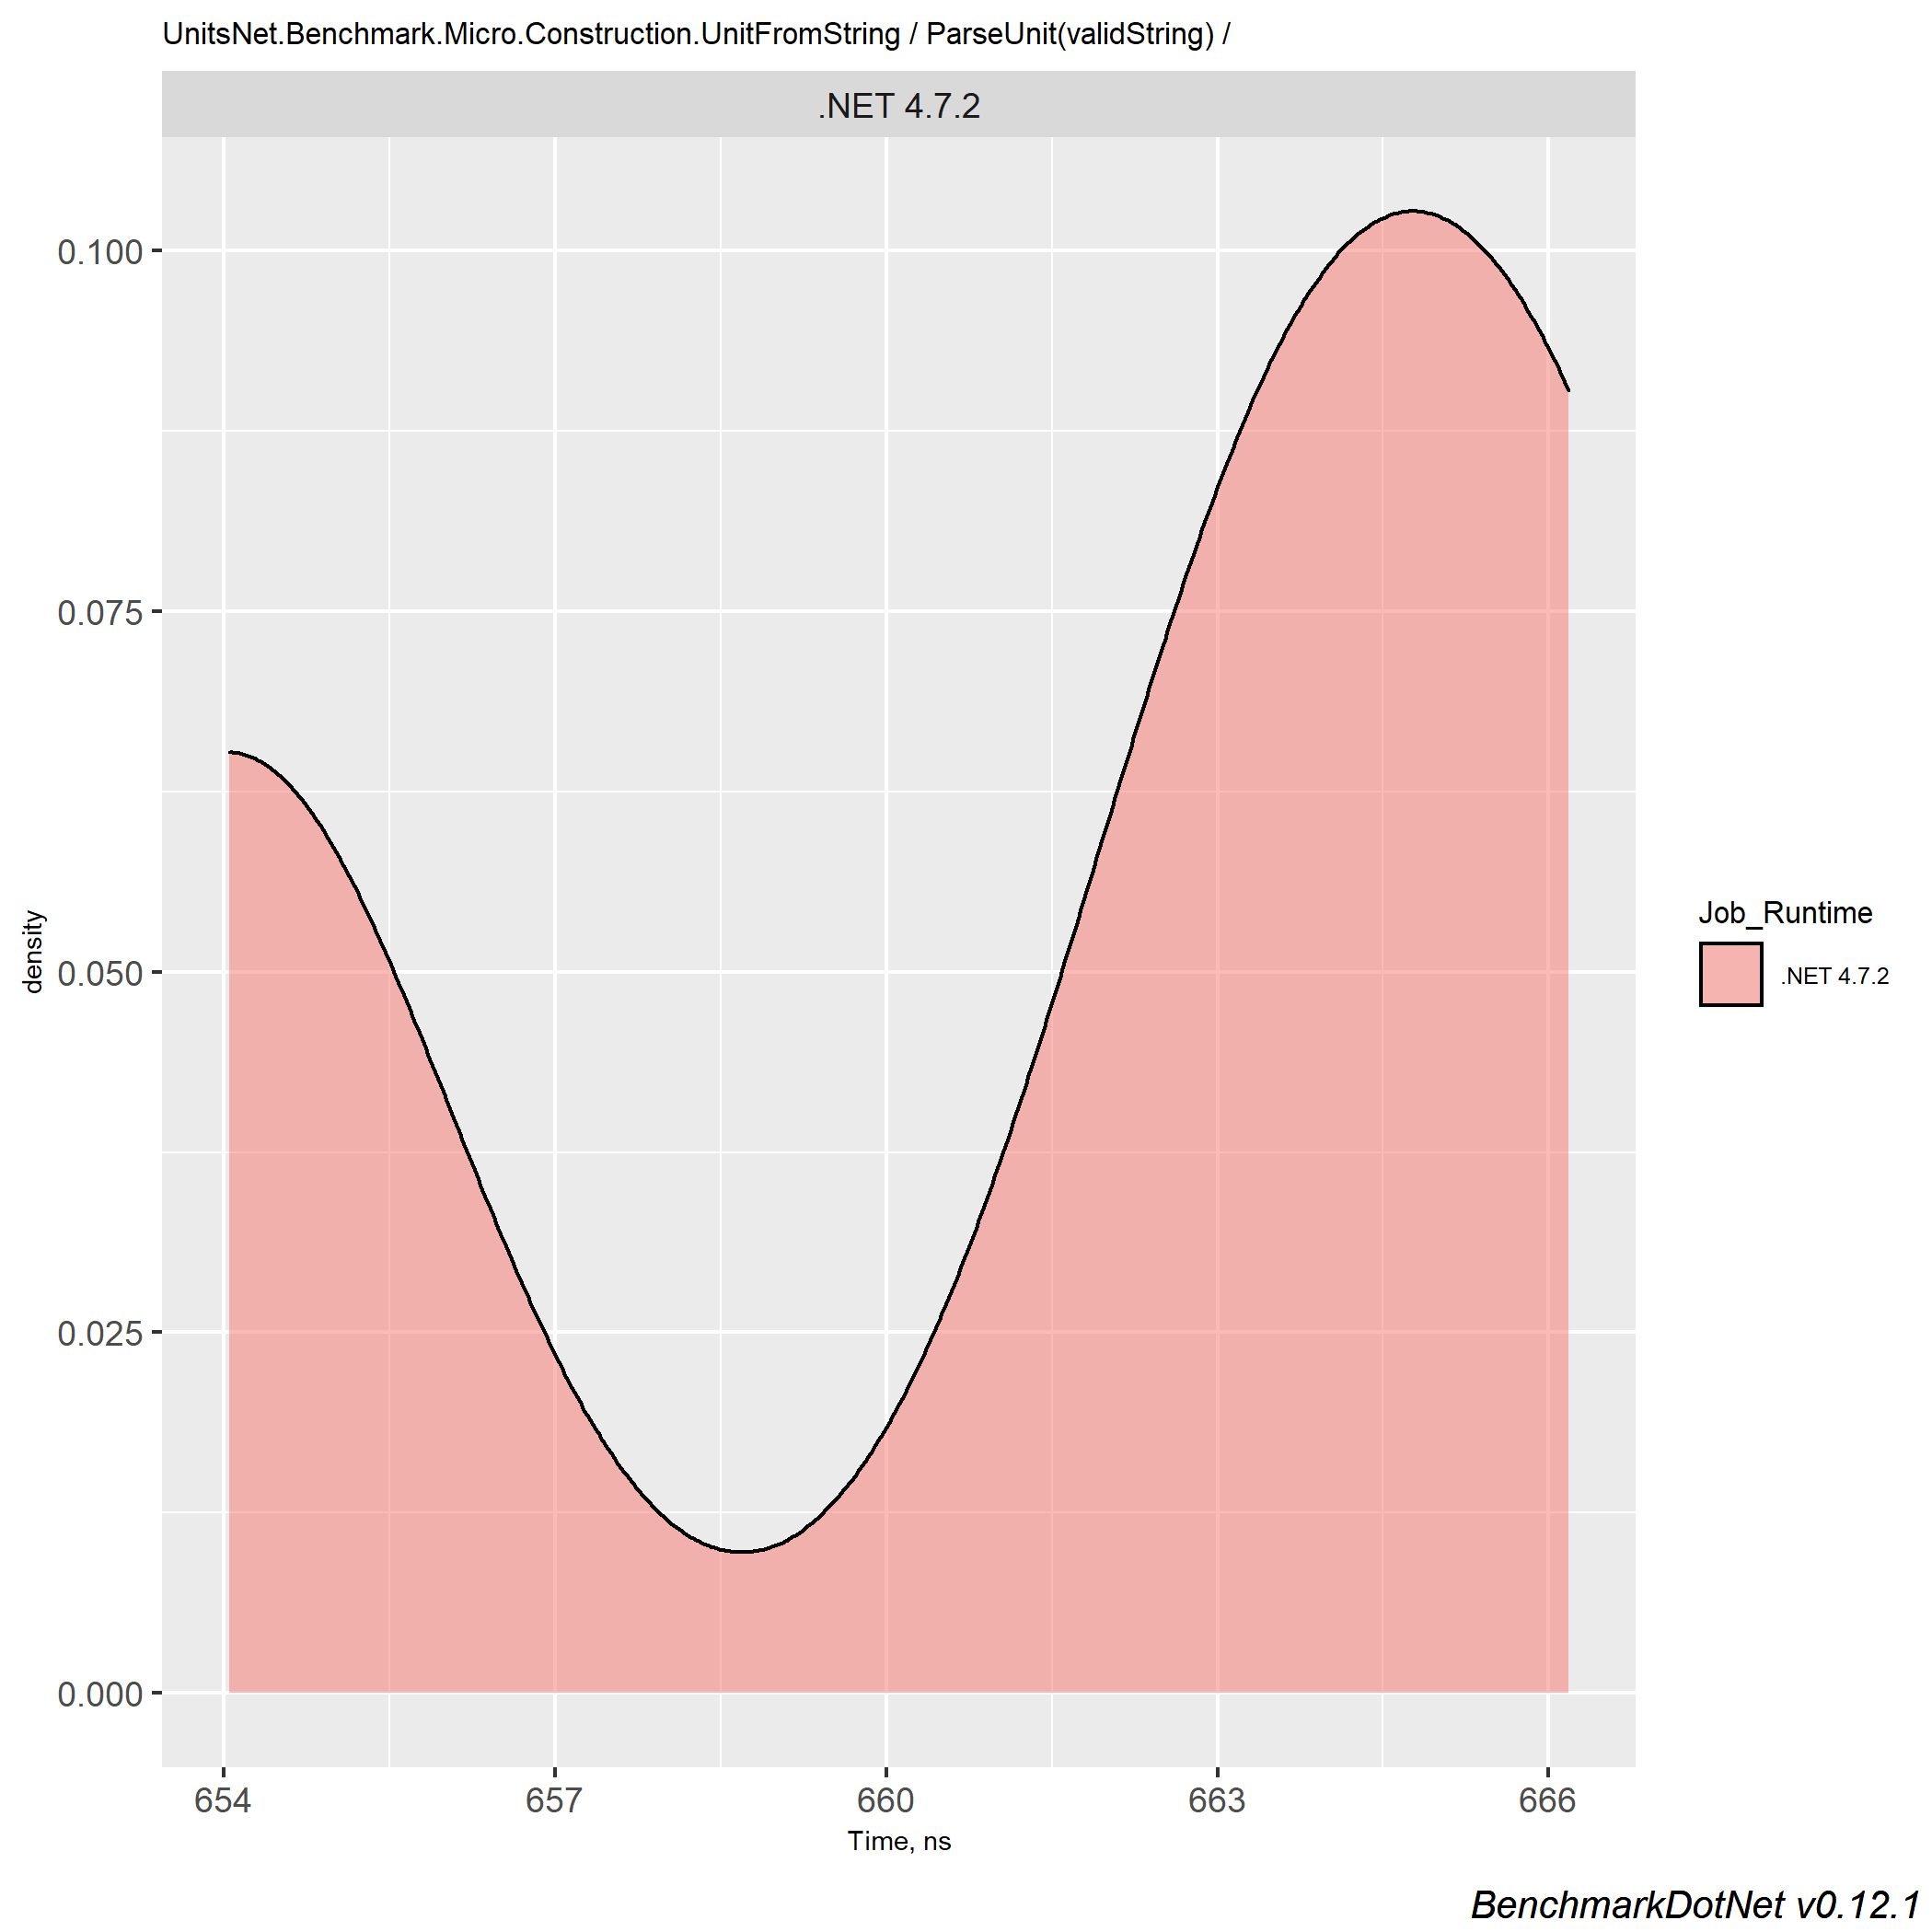 UnitsNet.Benchmark.Micro.Construction.UnitFromString / ParseUnit(validString) /
.NET 4.7.2
0.100
0.075
0.050
0.025
0.000
density
654 657 660 663 666
Time, ns
Job_Runtime
.NET 4.7.2
BenchmarkDotNet v0.12.1